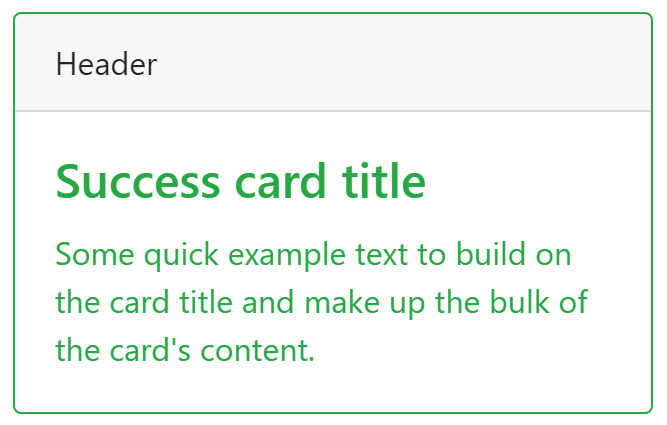 Header
Success card title
Some quick example text to build on
the card title and make up the bulk of
the card's content.